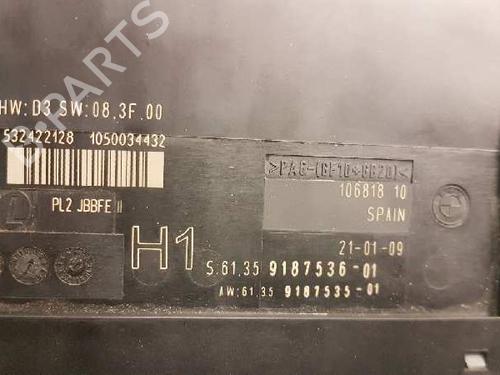 B-PARTS
HW:D3 SW:08.3F.00
532422128 1050034432
>PA6-(GF10+GB20)<
106818 10
PL2 JBBFE II
SPAIN
21-01-09
H1
S:61.35 9187536-01
AW:61.35 9187535-01